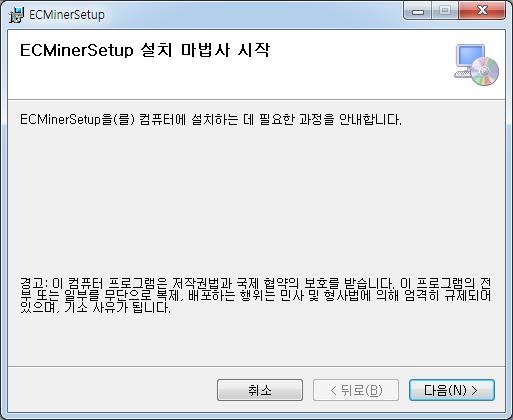 ECMinerSetup
ECMinerSetup 설치 마법사 시작
ECMinerSetup을(를) 컴퓨터에 설치하는 데 필요한 과정을 안내합니다.
경고: 이 컴퓨터 프로그램은 저작권법과 국제 협약의 보호를 받습니다. 이 프로그램의 전
부 또는 일부를 무단으로 복제, 배포하는 행위는 민사 및 형사법에 의해 엄격히 규제되어
있으며, 기소 사유가 됩니다.
취소 < 뒤로(B) 다음(N) >